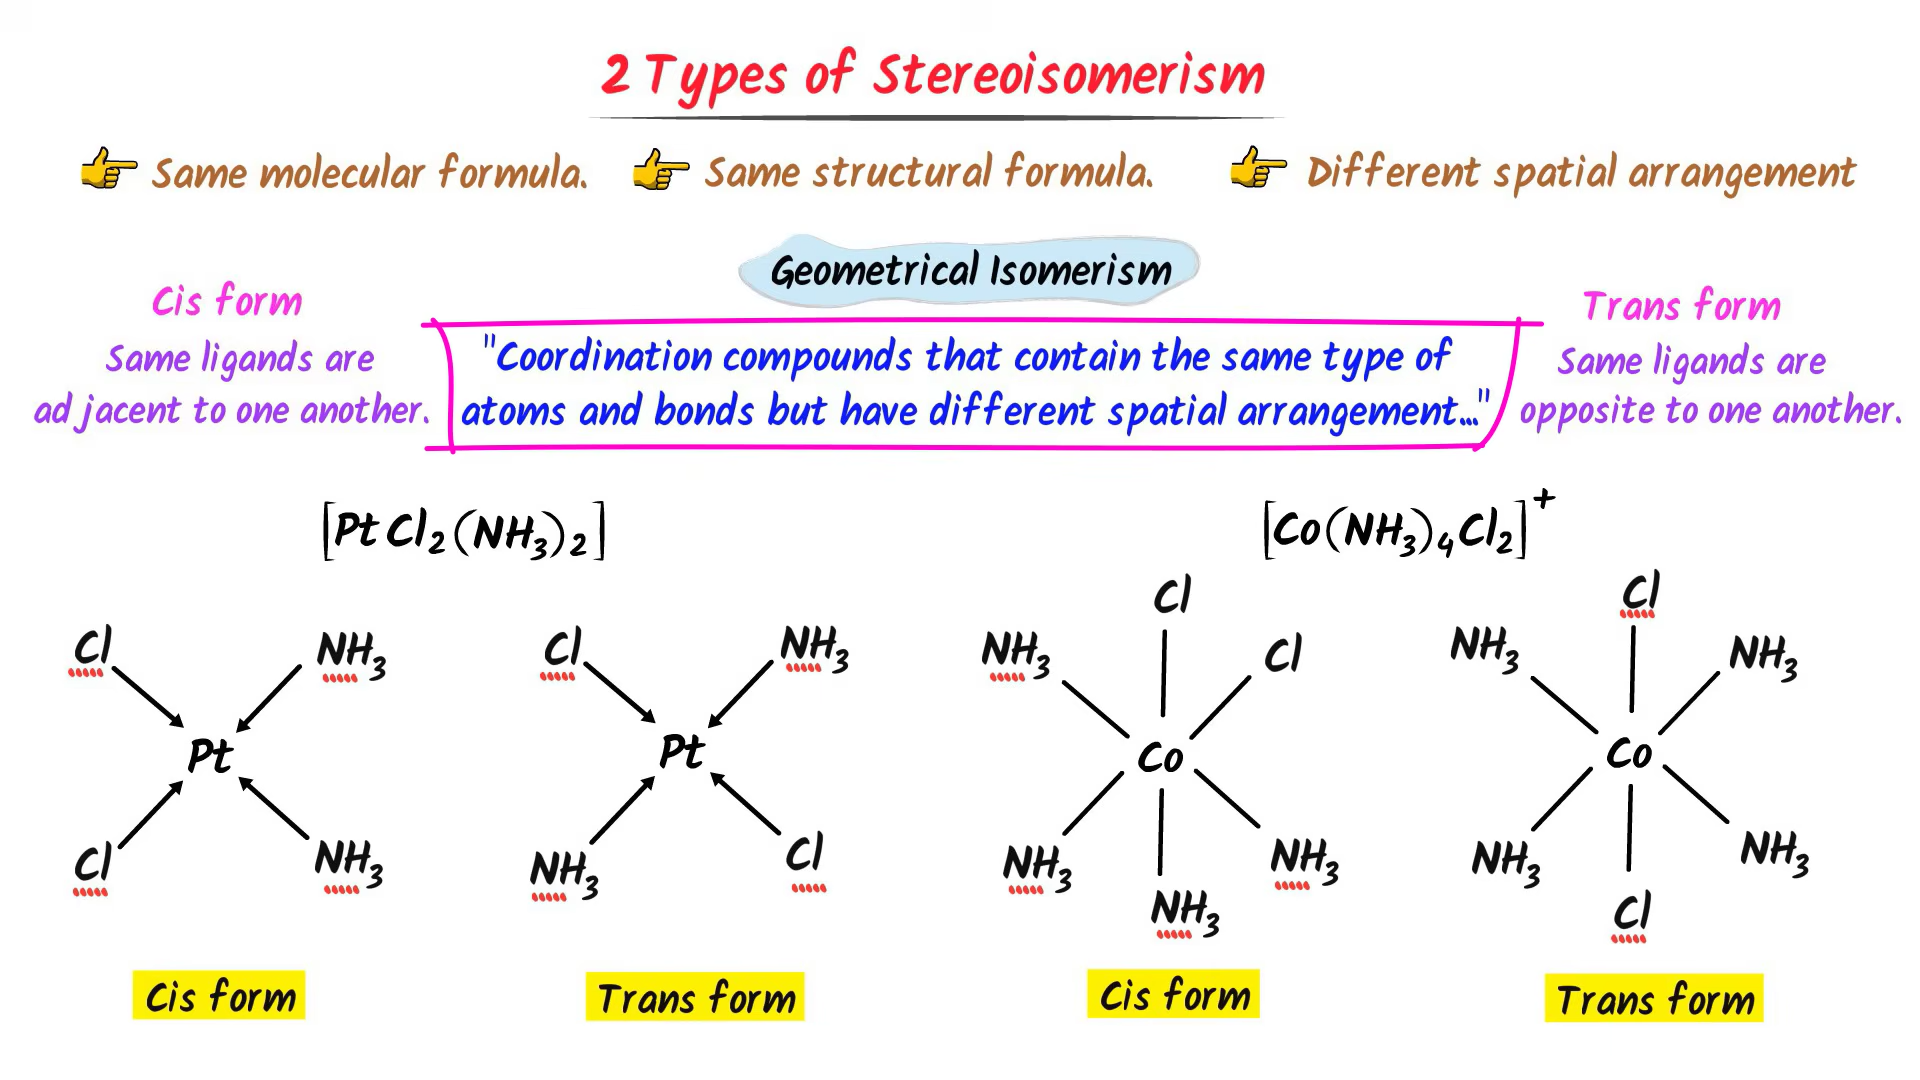 2 Types of Stereoisomerism
Same molecular formula. Same structural formula. Different spatial arrangement
Geometrical Isomerism
Cis form
Same ligands are
adjacent to one another.
"Coordination compounds that contain the same type of
atoms and bonds but have different spatial arrangement..."
Trans form
Same ligands are
opposite to one another.
[PtCl₂(NH₃)₂]
[Co(NH₃)₄Cl₂]⁺
Cl NH₃
Pt
Cl NH₃
Cis form
Cl NH₃
Pt
NH₃ Cl
Trans form
Cl
NH₃ Cl
Co
NH₃ NH₃
NH₃
Cis form
Cl
NH₃ NH₃
Co
NH₃ NH₃
Cl
Trans form